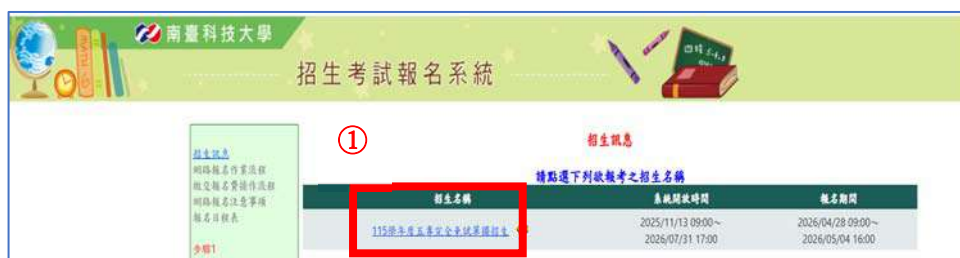 南臺科技大學
招生考試報名系統
招生訊息
網路報名作業流程
繳交報名費操作流程
網路報名注意事項
報名日程表
步驟1
①
招生訊息
請點選下列欲報考之招生名稱
招生名稱 系統開放時間 報名期間
115學年度五專完全免試單獨招生 2025/11/13 09:00~ 2026/04/28 09:00~
2026/07/31 17:00 2026/05/04 16:00